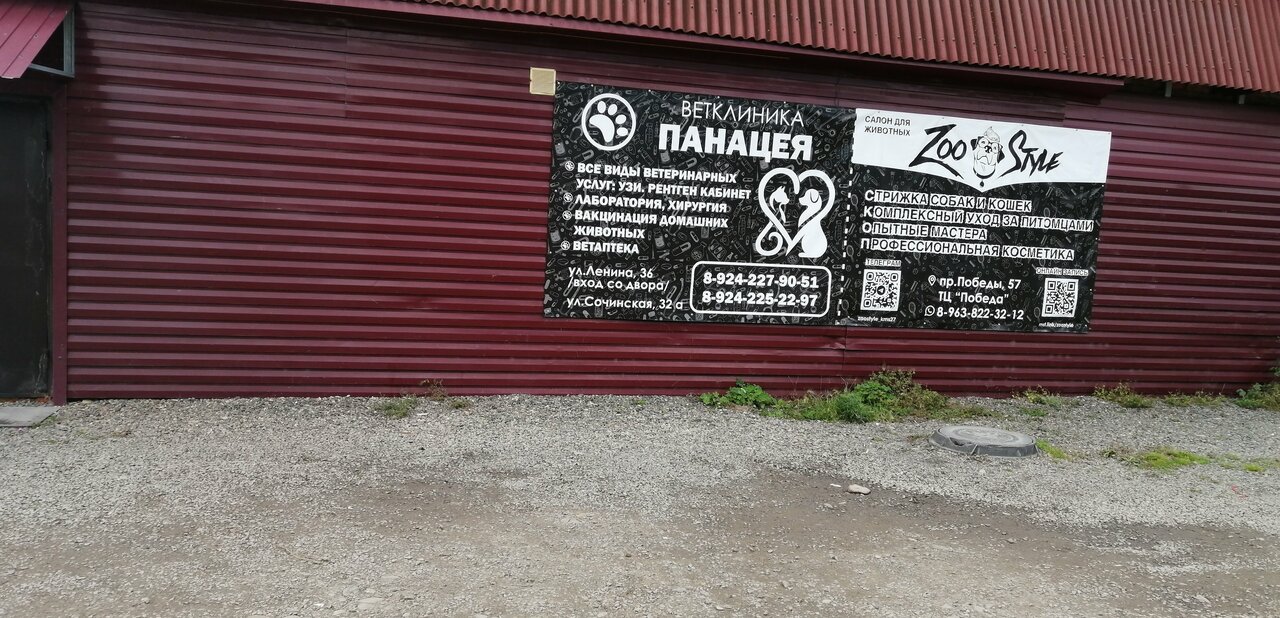 ВЕТКЛИНИКА
ПАНАЦЕЯ
ВСЕ ВИДЫ ВЕТЕРИНАРНЫХ
УСЛУГ: УЗИ, РЕНТГЕН КАБИНЕТ
ЛАБОРАТОРИЯ, ХИРУРГИЯ
ВАКЦИНАЦИЯ ДОМАШНИХ
ЖИВОТНЫХ
ВЕТАПТЕКА
ул.Ленина, 36
/вход со двора/
ул.Сочинская, 32 а
8-924-227-90-51
8-924-225-22-97
САЛОН ДЛЯ
ЖИВОТНЫХ
ZOO STYLE
СТРИЖКА СОБАК И КОШЕК
КОМПЛЕКСНЫЙ УХОД ЗА ПИТОМЦАМИ
ОПЫТНЫЕ МАСТЕРА
ПРОФЕССИОНАЛЬНАЯ КОСМЕТИКА
ТЕЛЕГРАМ
zoostyle_kms27
пр.Победы, 57
ТЦ "Победа"
8-963-822-32-12
ОНЛАЙН ЗАПИСЬ